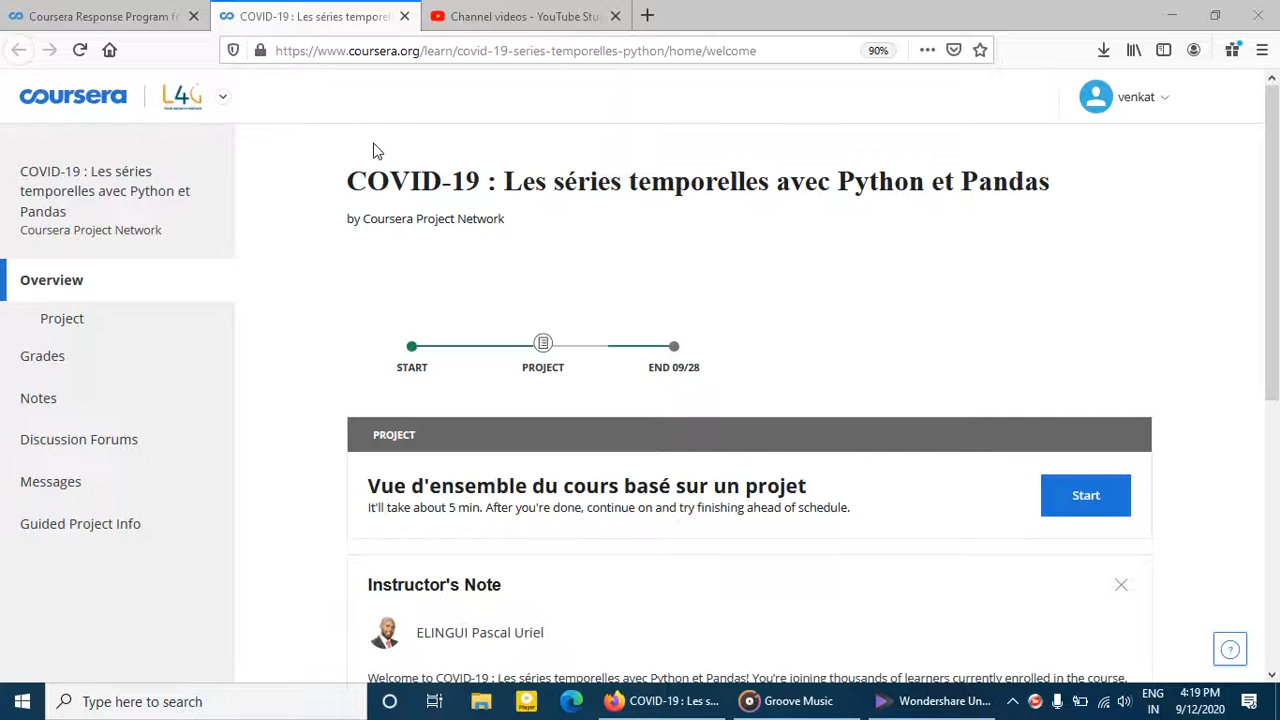 Coursera Response Program fo
COVID-19 : Les séries temporel
Channel videos - YouTube Stu
https://www.coursera.org/learn/covid-19-series-temporelles-python/home/welcome
90%
coursera
L4G
venkat
COVID-19 : Les séries
temporelles avec Python et
Pandas
Coursera Project Network
Overview
Project
Grades
Notes
Discussion Forums
Messages
Guided Project Info
COVID-19 : Les séries temporelles avec Python et Pandas
by Coursera Project Network
START
PROJECT
END 09/28
PROJECT
Vue d'ensemble du cours basé sur un projet
It'll take about 5 min. After you're done, continue on and try finishing ahead of schedule.
Start
Instructor's Note
ELINGUI Pascal Uriel
Welcome to COVID-19 : Les séries temporelles avec Python et Pandas! You're joining thousands of learners currently enrolled in the course.
Type here to search
Player
COVID-19 : Les s...
Groove Music
Wondershare Un...
ENG
IN
4:19 PM
9/12/2020